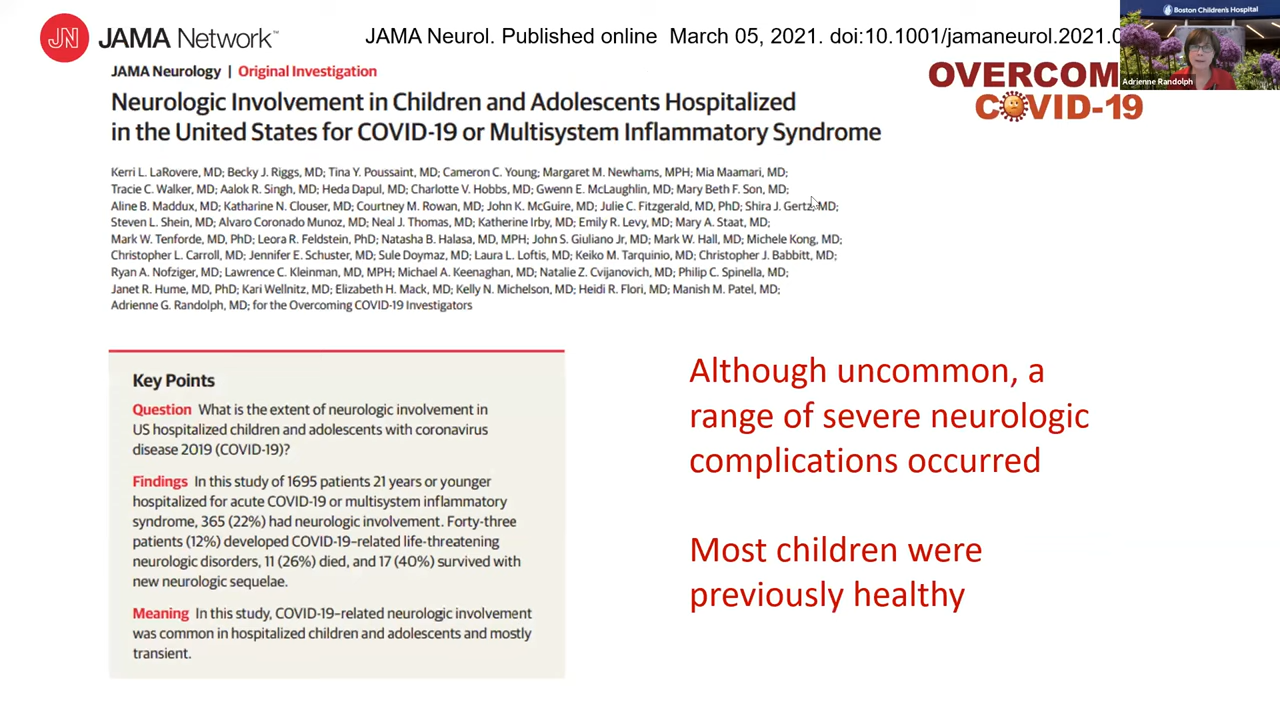 JN JAMA Network™
JAMA Neurol. Published online March 05, 2021. doi:10.1001/jamaneurol.2021.0
Boston Children's Hospital
Adrienne Randolph
JAMA Neurology | Original Investigation
OVERCOM
COVID-19
Neurologic Involvement in Children and Adolescents Hospitalized
in the United States for COVID-19 or Multisystem Inflammatory Syndrome
Kerri L. LaRovere, MD; Becky J. Riggs, MD; Tina Y. Poussaint, MD; Cameron C. Young; Margaret M. Newhams, MPH; Mia Maamari, MD;
Tracie C. Walker, MD; Aalok R. Singh, MD; Heda Dapul, MD; Charlotte V. Hobbs, MD; Gwenn E. McLaughlin, MD; Mary Beth F. Son, MD;
Aline B. Maddux, MD; Katharine N. Clouser, MD; Courtney M. Rowan, MD; John K. McGuire, MD; Julie C. Fitzgerald, MD, PhD; Shira J. Gertz, MD;
Steven L. Shein, MD; Alvaro Coronado Munoz, MD; Neal J. Thomas, MD; Katherine Irby, MD; Emily R. Levy, MD; Mary A. Staat, MD;
Mark W. Tenforde, MD, PhD; Leora R. Feldstein, PhD; Natasha B. Halasa, MD, MPH; John S. Giuliano Jr, MD; Mark W. Hall, MD; Michele Kong, MD;
Christopher L. Carroll, MD; Jennifer E. Schuster, MD; Sule Doymaz, MD; Laura L. Loftis, MD; Keiko M. Tarquinio, MD; Christopher J. Babbitt, MD;
Ryan A. Nofziger, MD; Lawrence C. Kleinman, MD, MPH; Michael A. Keenaghan, MD; Natalie Z. Cvijanovich, MD; Philip C. Spinella, MD;
Janet R. Hume, MD, PhD; Kari Wellnitz, MD; Elizabeth H. Mack, MD; Kelly N. Michelson, MD; Heidi R. Flori, MD; Manish M. Patel, MD;
Adrienne G. Randolph, MD; for the Overcoming COVID-19 Investigators
Key Points
Question What is the extent of neurologic involvement in
US hospitalized children and adolescents with coronavirus
disease 2019 (COVID-19)?
Findings In this study of 1695 patients 21 years or younger
hospitalized for acute COVID-19 or multisystem inflammatory
syndrome, 365 (22%) had neurologic involvement. Forty-three
patients (12%) developed COVID-19–related life-threatening
neurologic disorders, 11 (26%) died, and 17 (40%) survived with
new neurologic sequelae.
Meaning In this study, COVID-19–related neurologic involvement
was common in hospitalized children and adolescents and mostly
transient.
Although uncommon, a
range of severe neurologic
complications occurred
Most children were
previously healthy